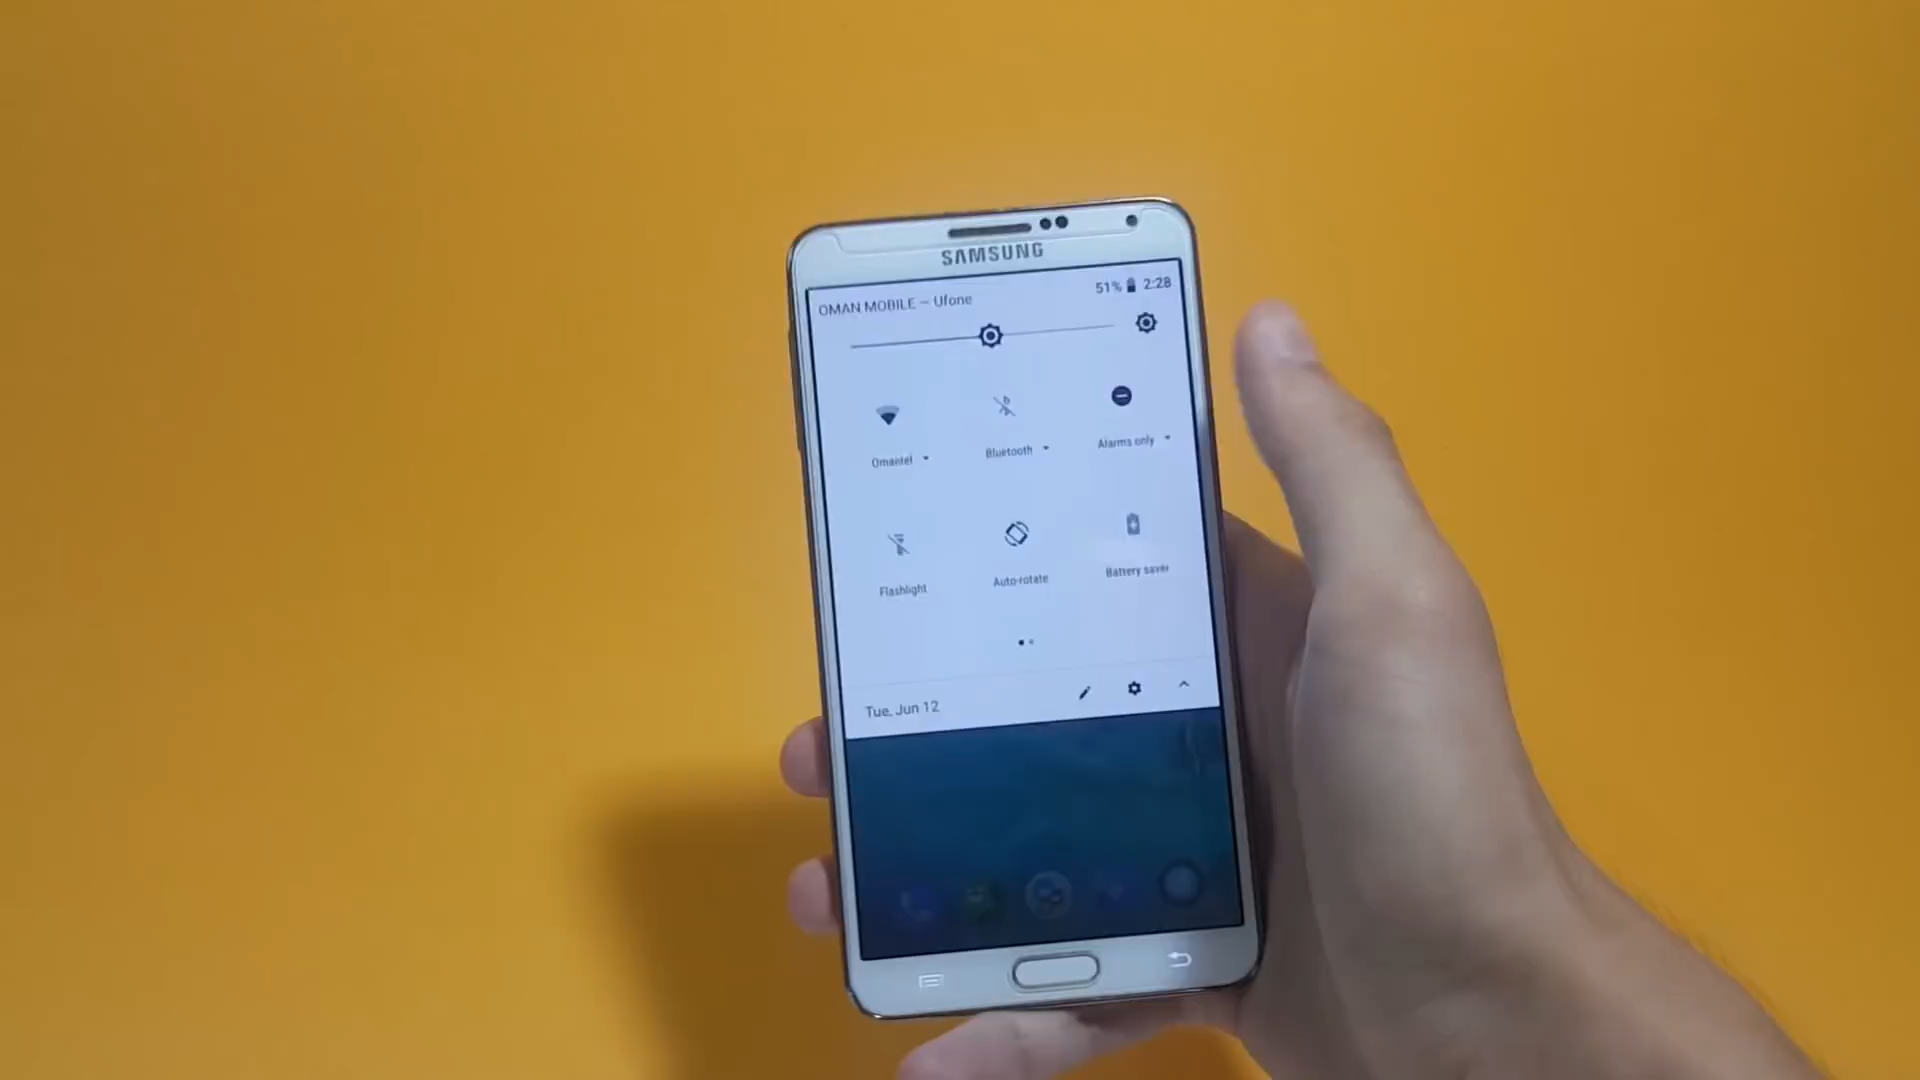 SAMSUNG
OMAN MOBILE — Ufone 51% 2:28
Omantel Bluetooth Alarms only
Flashlight Auto-rotate Battery saver
Tue, Jun 12